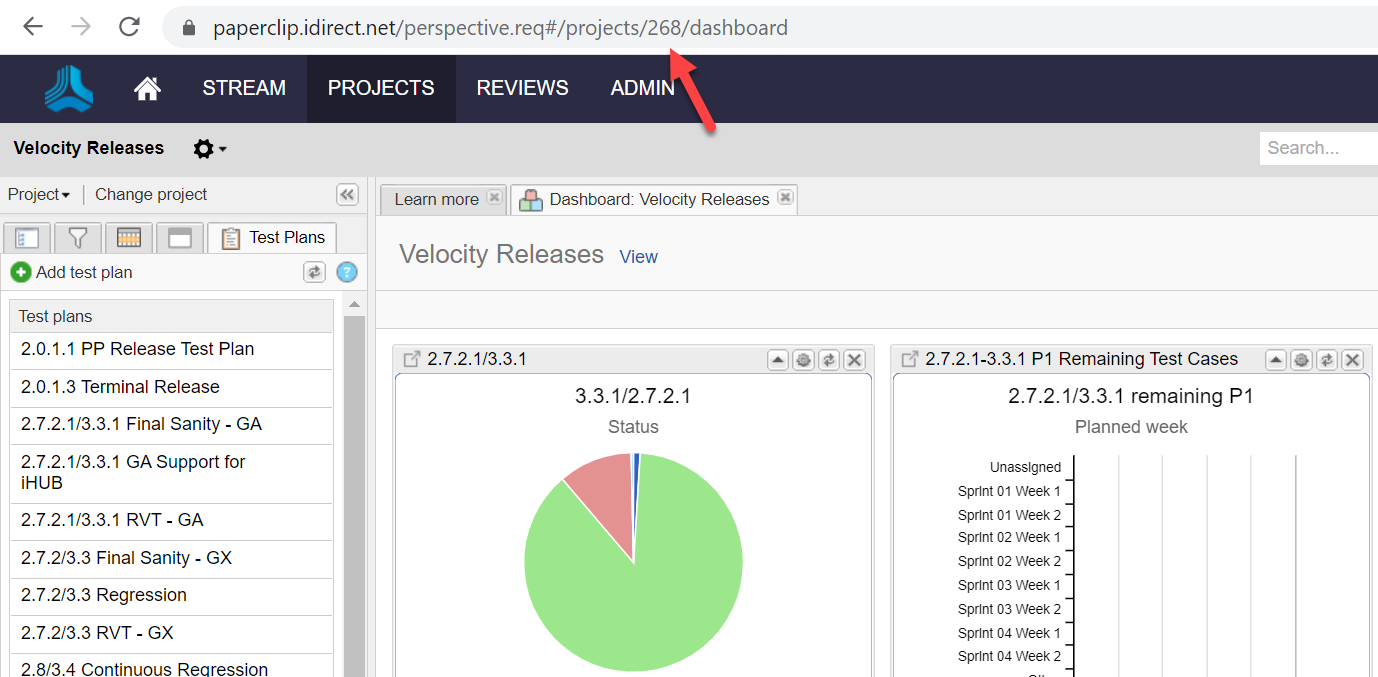 paperclip.idirect.net/perspective.req#/projects/268/dashboard
STREAM PROJECTS REVIEWS ADMIN
Velocity Releases
Search...
Project Change project
Learn more
Dashboard: Velocity Releases
Test Plans
Velocity Releases View
Add test plan
Test plans
2.0.1.1 PP Release Test Plan
2.0.1.3 Terminal Release
2.7.2.1/3.3.1 Final Sanity - GA
2.7.2.1/3.3.1 GA Support for
iHUB
2.7.2.1/3.3.1 RVT - GA
2.7.2/3.3 Final Sanity - GX
2.7.2/3.3 Regression
2.7.2/3.3 RVT - GX
2.8/3.4 Continuous Regression
2.7.2.1/3.3.1
3.3.1/2.7.2.1
Status
2.7.2.1-3.3.1 P1 Remaining Test Cases
2.7.2.1/3.3.1 remaining P1
Planned week
Unassigned
Sprint 01 Week 1
Sprint 01 Week 2
Sprint 02 Week 1
Sprint 02 Week 2
Sprint 03 Week 1
Sprint 03 Week 2
Sprint 04 Week 1
Sprint 04 Week 2